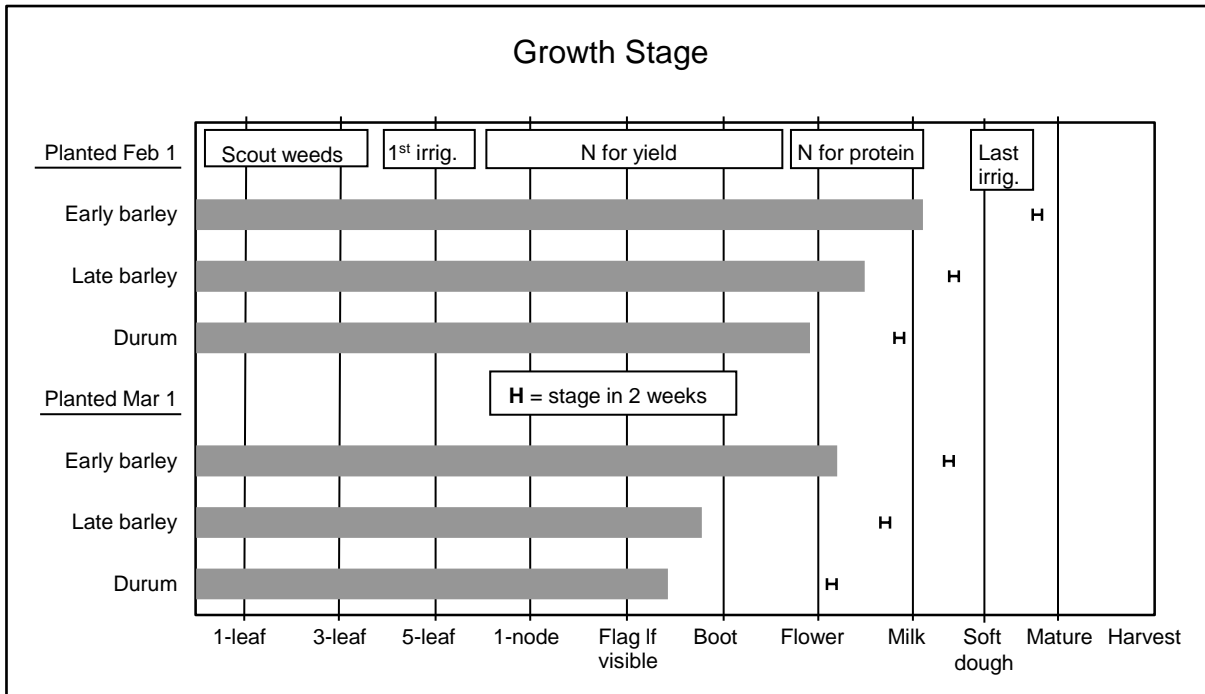 Growth Stage
Planted Feb 1
Scout weeds
1st irrig.
N for yield
N for protein
Last
irrig.
Early barley
H
Late barley
H
Durum
H
Planted Mar 1
H = stage in 2 weeks
Early barley
H
Late barley
H
Durum
H
1-leaf
3-leaf
5-leaf
1-node
Flag lf
visible
Boot
Flower
Milk
Soft
dough
Mature
Harvest